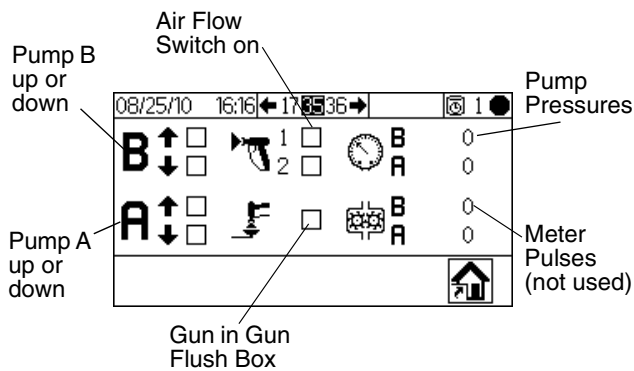 Air Flow
Switch on
Pump B
up or
down
Pump
Pressures
08/25/10 16:16 17 35 36 1
B 1 B 0
2 A 0
A B 0
A 0
Pump A
up or
down
Meter
Pulses
(not used)
Gun in Gun
Flush Box